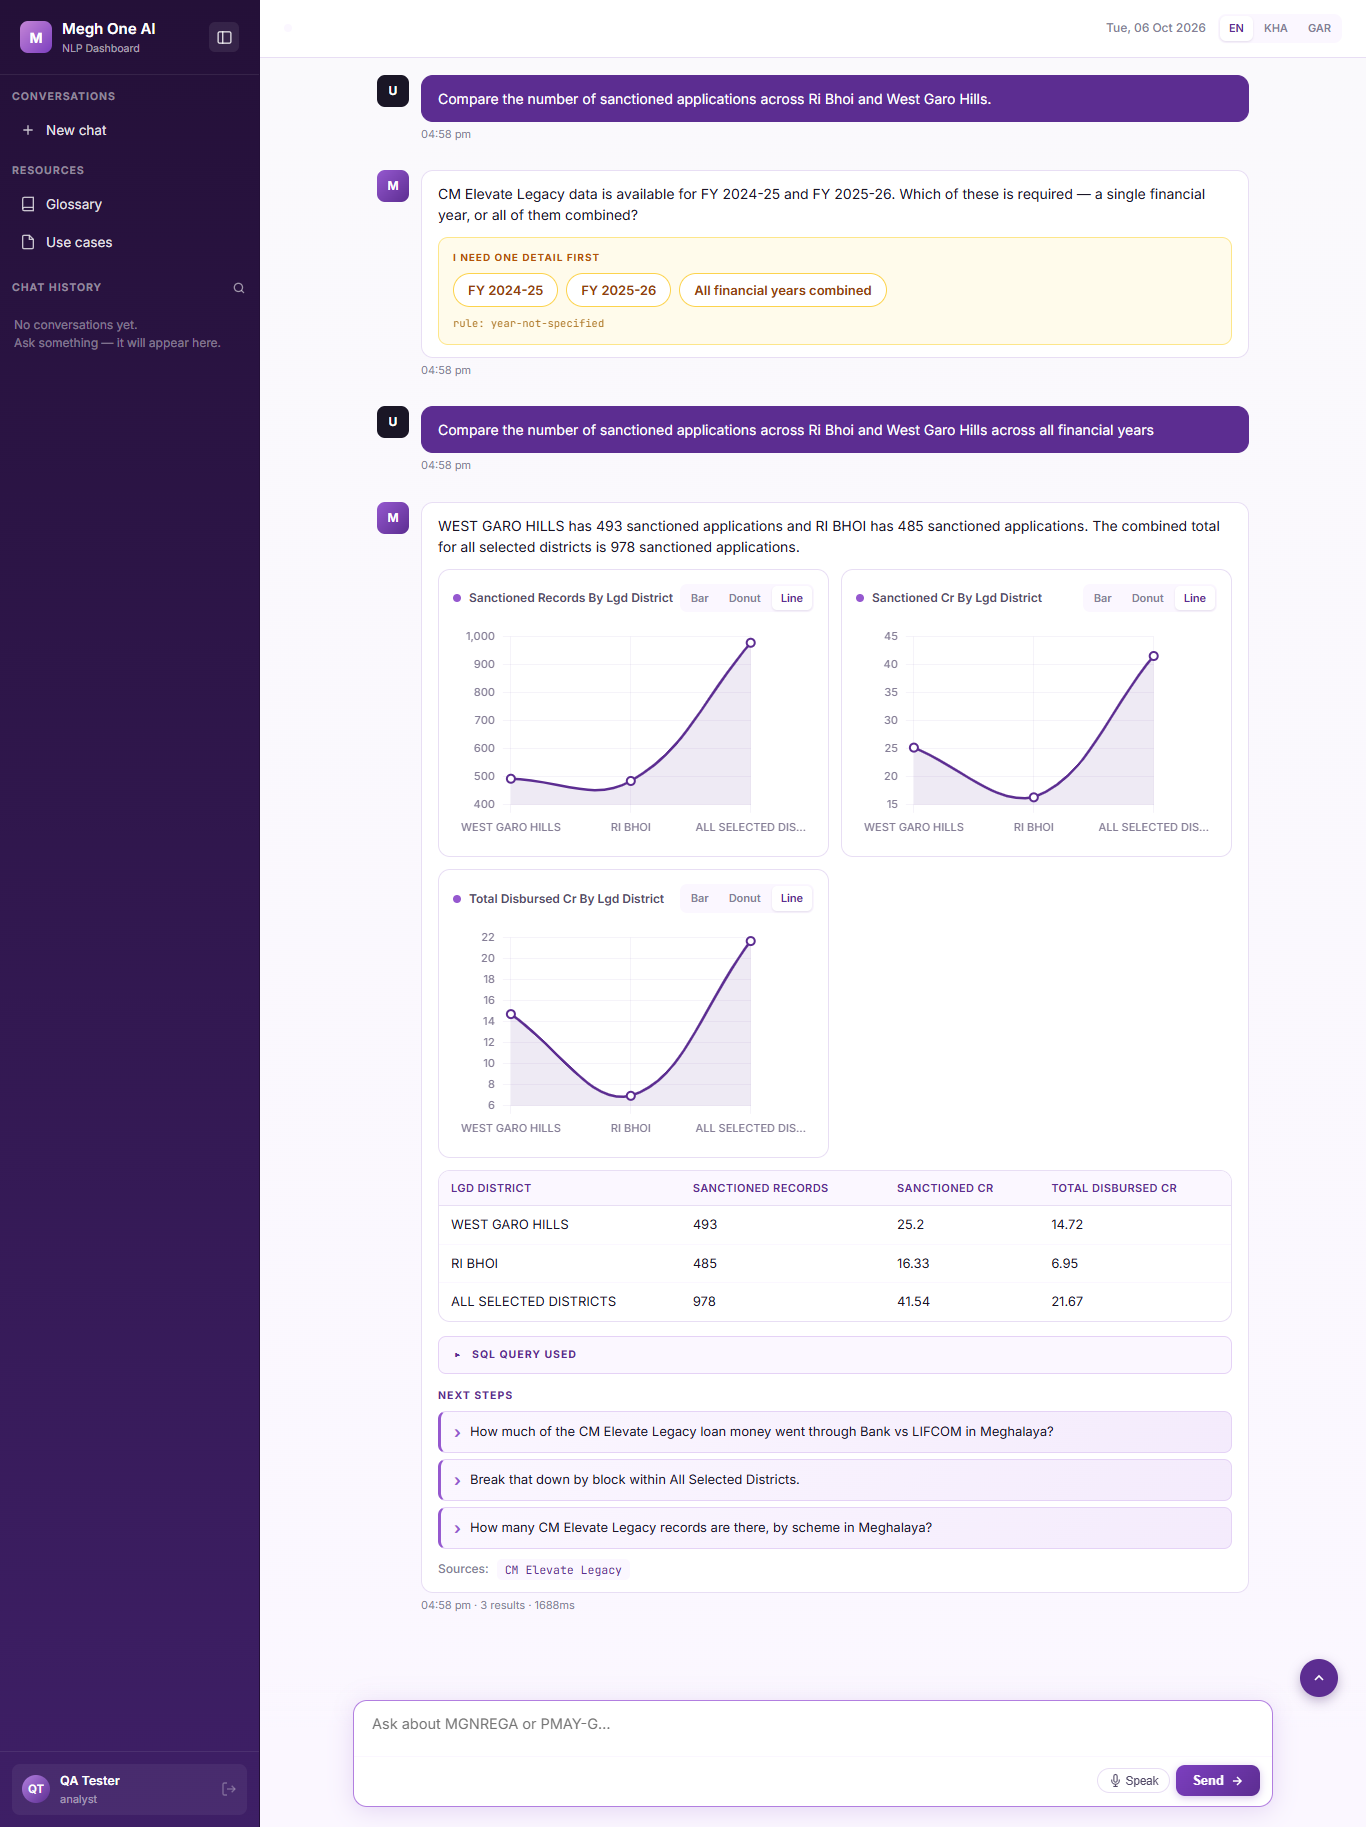 M
Megh One AI
NLP Dashboard
CONVERSATIONS
+ New chat
RESOURCES
Glossary
Use cases
CHAT HISTORY
No conversations yet.
Ask something — it will appear here.
QT
QA Tester
analyst
Tue, 06 Oct 2026
EN KHA GAR
U
Compare the number of sanctioned applications across Ri Bhoi and West Garo Hills.
04:58 pm
M
CM Elevate Legacy data is available for FY 2024-25 and FY 2025-26. Which of these is required — a single financial
year, or all of them combined?
I NEED ONE DETAIL FIRST
FY 2024-25 FY 2025-26 All financial years combined
rule: year-not-specified
04:58 pm
U
Compare the number of sanctioned applications across Ri Bhoi and West Garo Hills across all financial years
04:58 pm
M
WEST GARO HILLS has 493 sanctioned applications and RI BHOI has 485 sanctioned applications. The combined total
for all selected districts is 978 sanctioned applications.
Sanctioned Records By Lgd District Bar Donut Line
1,000
900
800
700
600
500
400
WEST GARO HILLS RI BHOI ALL SELECTED DIS...
Sanctioned Cr By Lgd District Bar Donut Line
45
40
35
30
25
20
15
WEST GARO HILLS RI BHOI ALL SELECTED DIS...
Total Disbursed Cr By Lgd District Bar Donut Line
22
20
18
16
14
12
10
8
6
WEST GARO HILLS RI BHOI ALL SELECTED DIS...
LGD DISTRICT SANCTIONED RECORDS SANCTIONED CR TOTAL DISBURSED CR
WEST GARO HILLS 493 25.2 14.72
RI BHOI 485 16.33 6.95
ALL SELECTED DISTRICTS 978 41.54 21.67
SQL QUERY USED
NEXT STEPS
How much of the CM Elevate Legacy loan money went through Bank vs LIFCOM in Meghalaya?
Break that down by block within All Selected Districts.
How many CM Elevate Legacy records are there, by scheme in Meghalaya?
Sources: CM Elevate Legacy
04:58 pm · 3 results · 1688ms
Ask about MGNREGA or PMAY-G...
Speak Send →